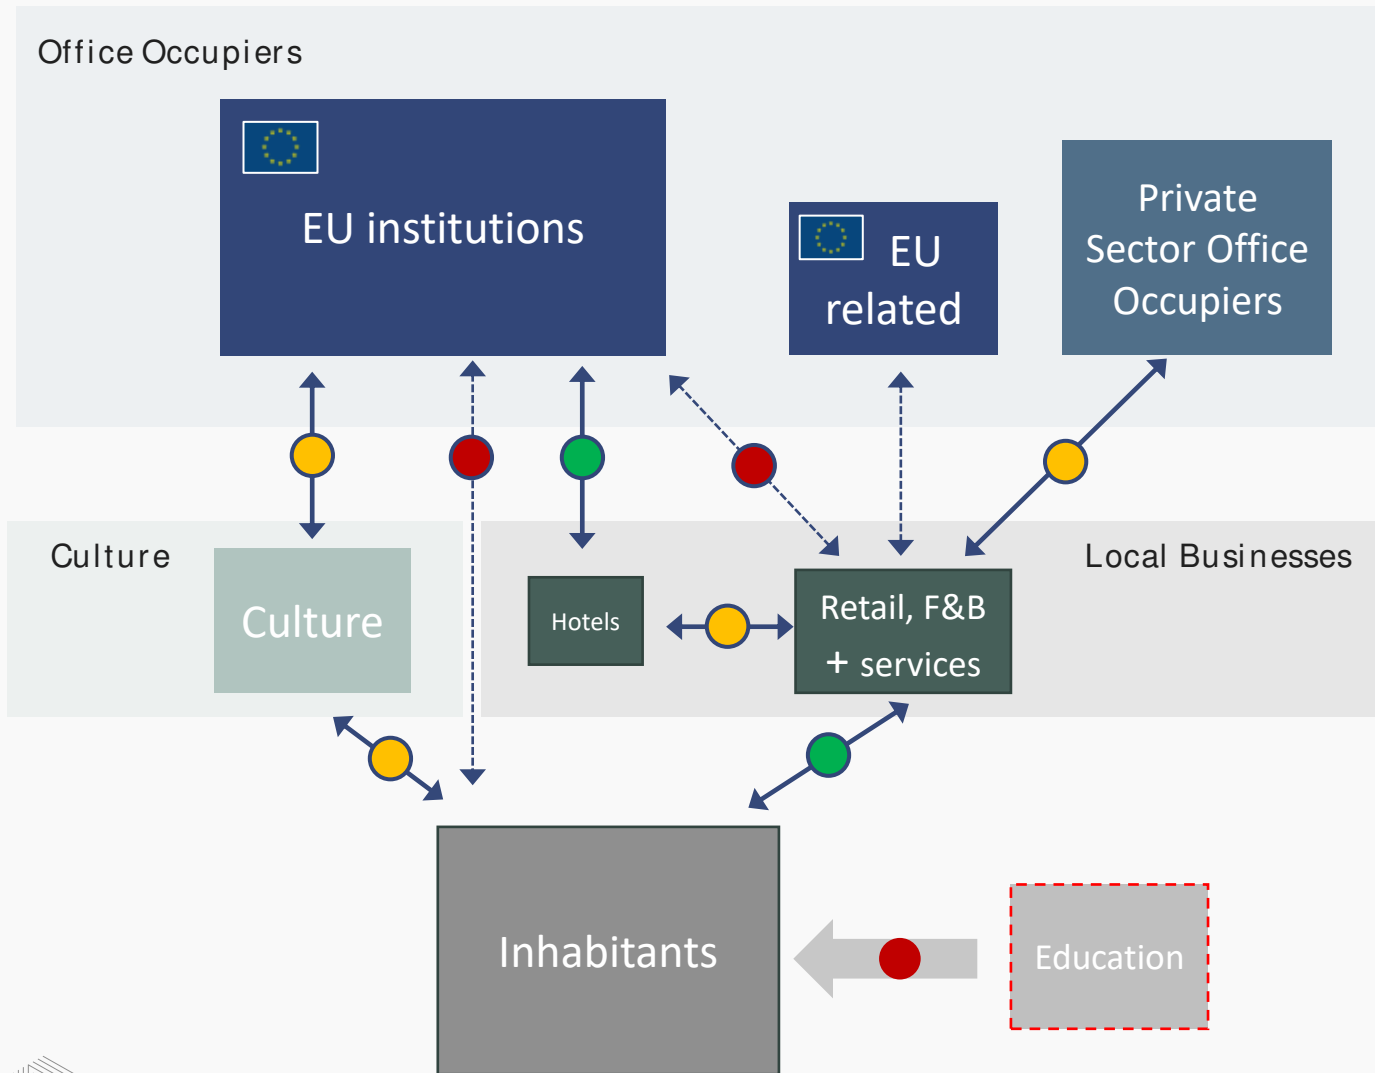 Office Occupiers
EU institutions
EU
related
Private
Sector Office
Occupiers
Culture
Local Businesses
Culture
Hotels
Retail, F&B
+ services
Inhabitants
Education